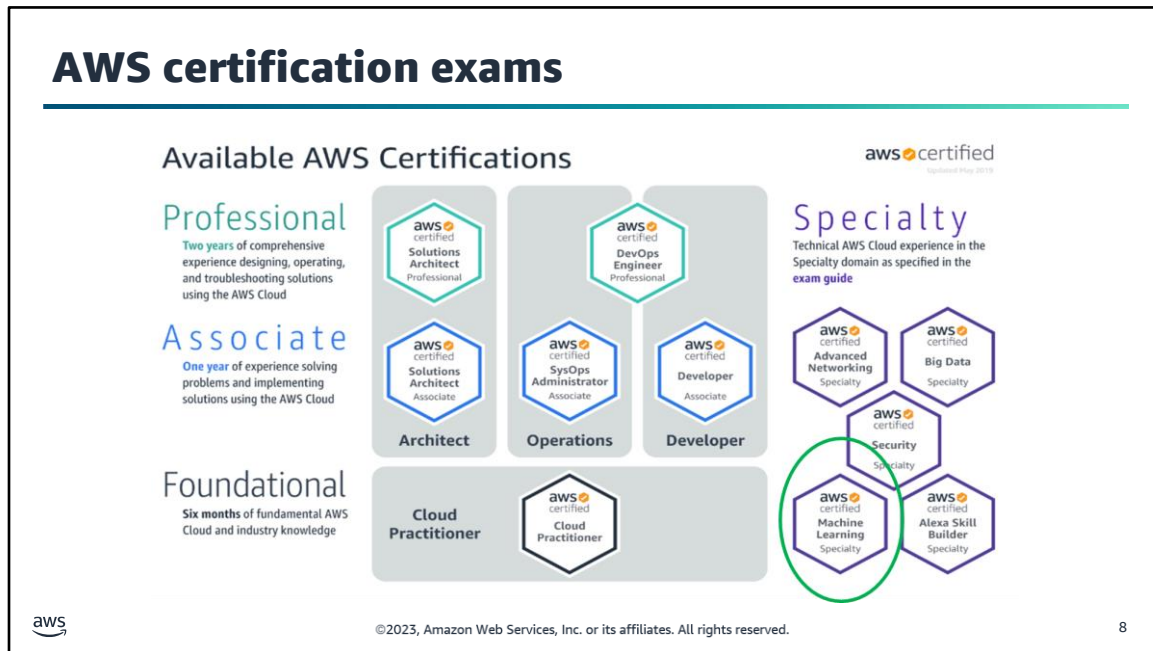 AWS certification exams
Available AWS Certifications
aws certified
Updated May 2019
Professional
Two years of comprehensive
experience designing, operating,
and troubleshooting solutions
using the AWS Cloud
aws
certified
Solutions
Architect
Professional
aws
certified
DevOps
Engineer
Professional
Specialty
Technical AWS Cloud experience in the
Specialty domain as specified in the
exam guide
Associate
One year of experience solving
problems and implementing
solutions using the AWS Cloud
aws
certified
Solutions
Architect
Associate
aws
certified
SysOps
Administrator
Associate
aws
certified
Developer
Associate
Architect
Operations
Developer
aws
certified
Advanced
Networking
Specialty
aws
certified
Big Data
Specialty
aws
certified
Security
Specialty
Foundational
Six months of fundamental AWS
Cloud and industry knowledge
Cloud
Practitioner
aws
certified
Cloud
Practitioner
aws
certified
Machine
Learning
Specialty
aws
certified
Alexa Skill
Builder
Specialty
aws
©2023, Amazon Web Services, Inc. or its affiliates. All rights reserved.
8